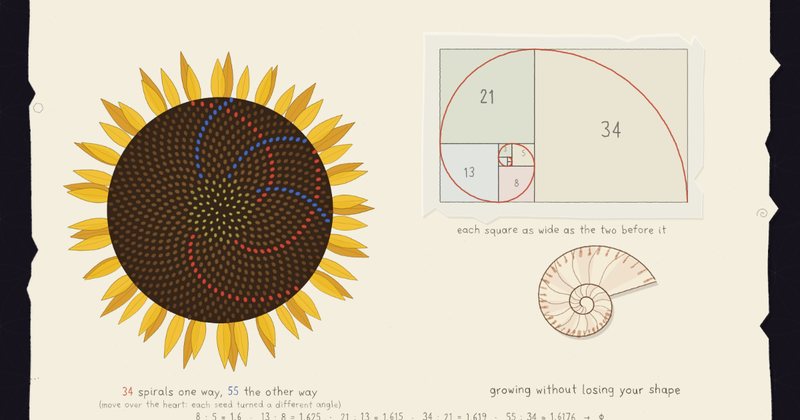 21
34
13
8
5
each square as wide as the two before it
34 spirals one way, 55 the other way
(move over the heart: each seed turned a different angle)
growing without losing your shape
8 : 5 = 1.6 · 13 : 8 = 1.625 · 21 : 13 = 1.615 · 34 : 21 = 1.619 · 55 : 34 = 1.6176 → Φ